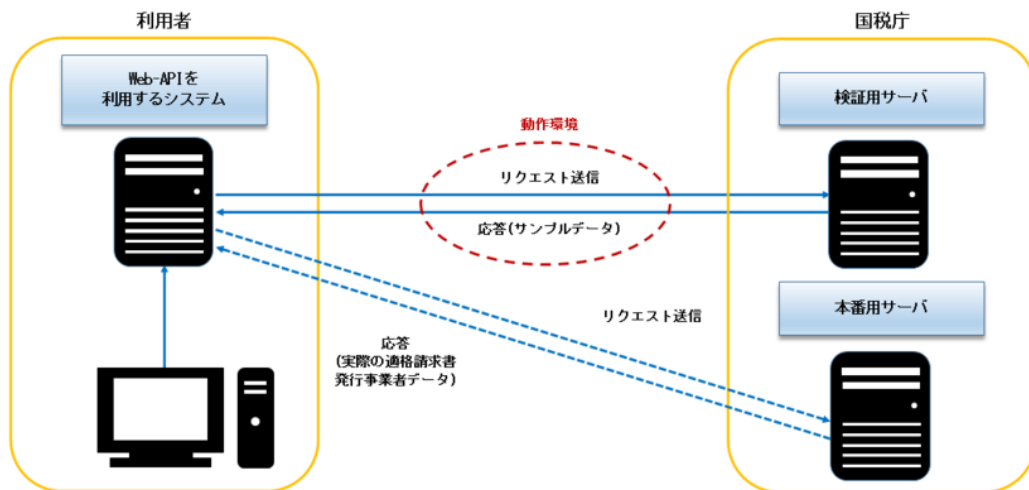 利用者
国税庁
Web-APIを
利用するシステム
検証用サーバ
動作環境
リクエスト送信
応答(サンプルデータ)
本番用サーバ
リクエスト送信
応答
(実際の適格請求書
発行事業者データ)